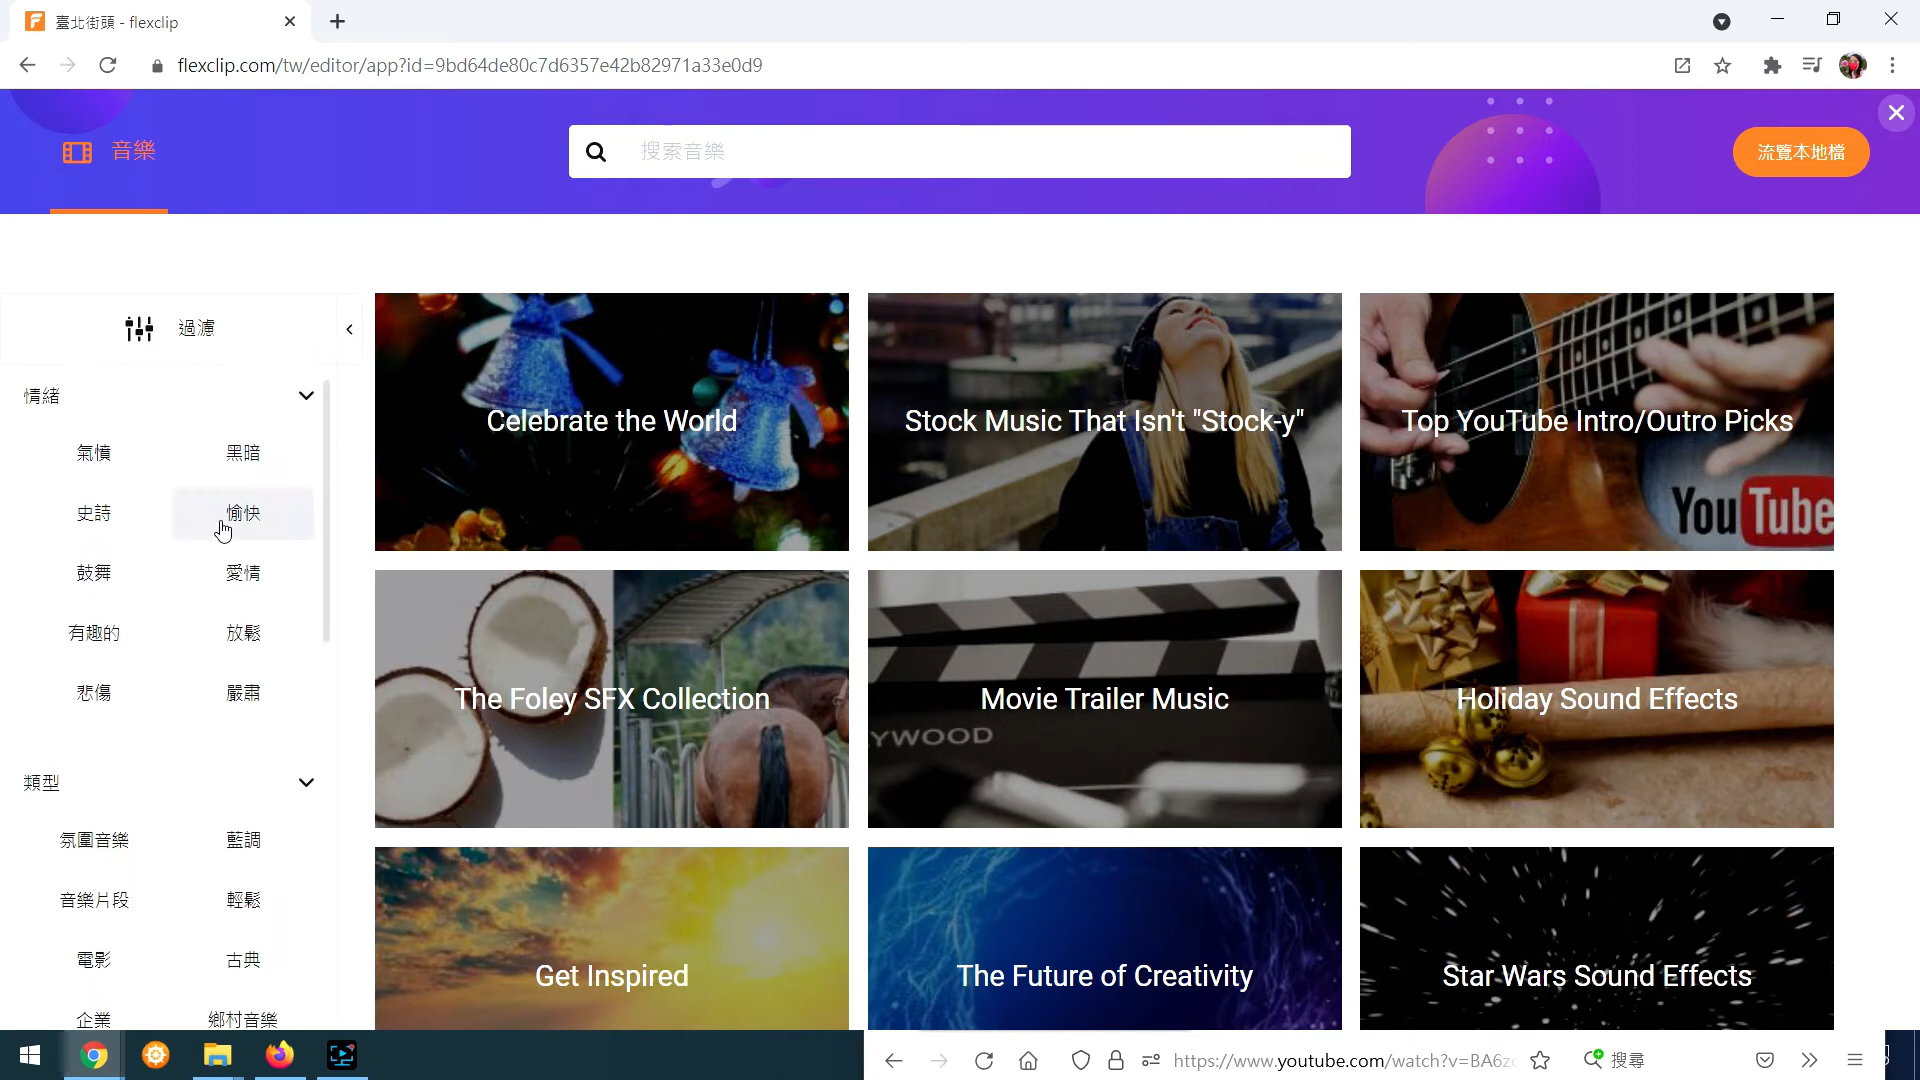 臺北街頭 - flexclip
flexclip.com/tw/editor/app?id=9bd64de80c7d6357e42b82971a33e0d9
音樂
搜索音樂
流覽本地檔
過濾
情緒
氣憤 黑暗
史詩 愉快
鼓舞 愛情
有趣的 放鬆
悲傷 嚴肅
類型
氛圍音樂 藍調
音樂片段 輕鬆
電影 古典
企業 鄉村音樂
Celebrate the World
Stock Music That Isn't "Stock-y"
Top YouTube Intro/Outro Picks
YouTube
The Foley SFX Collection
Movie Trailer Music
YWOOD
Holiday Sound Effects
Get Inspired
The Future of Creativity
Star Wars Sound Effects
https://www.youtube.com/watch?v=BA6z
搜尋